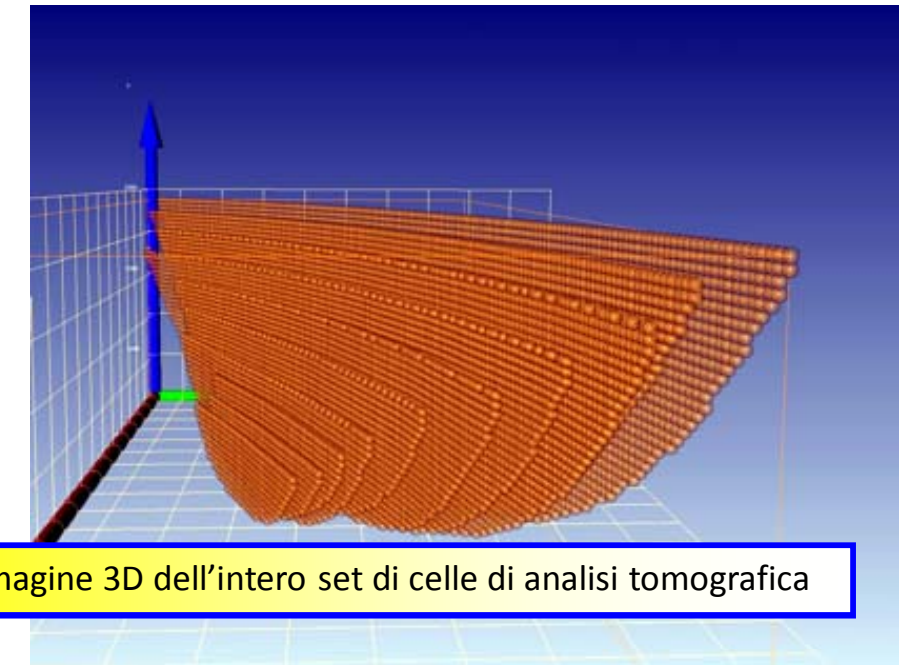 magine 3D dell’intero set di celle di analisi tomografica